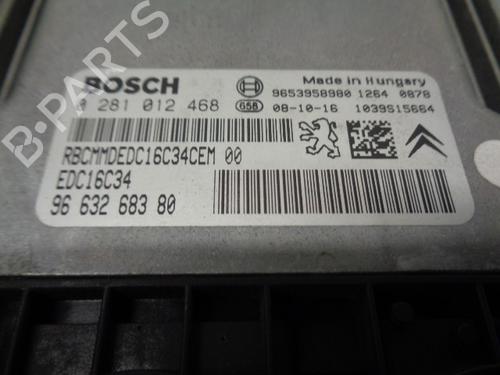 BOSCH
Made in Hungary
9653958980 1264 0878
0 281 012 468 658 08-10-16 1039S15664
RBCMMDEDC16C34CEM 00
EDC16C34
96 632 683 80
B-PARTS